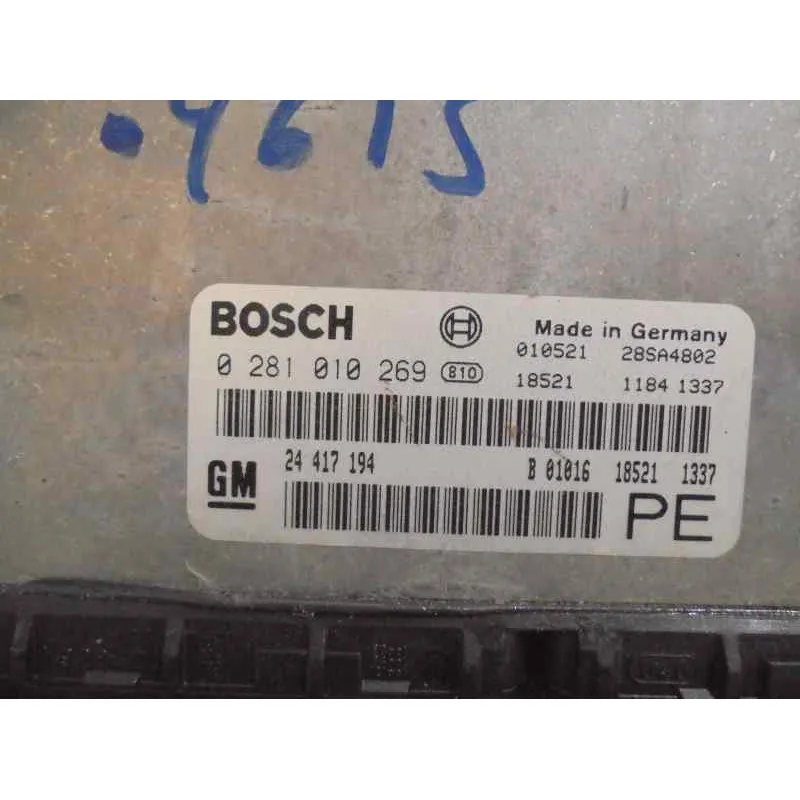 .4615
BOSCH Made in Germany
010521 28SA4802
0 281 010 269 810 18521 1184 1337
24 417 194 B 01016 18521 1337
GM PE